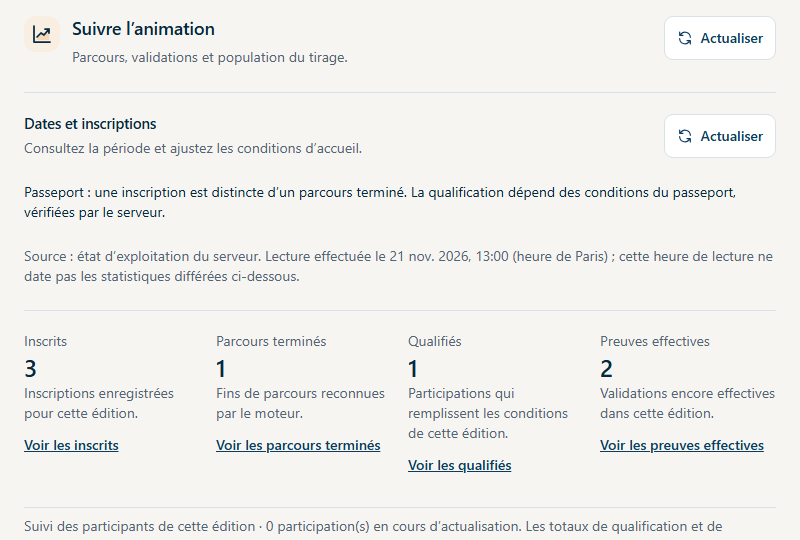 Suivre l’animation
Parcours, validations et population du tirage.
Actualiser
Dates et inscriptions
Consultez la période et ajustez les conditions d’accueil.
Actualiser
Passeport : une inscription est distincte d’un parcours terminé. La qualification dépend des conditions du passeport,
vérifiées par le serveur.
Source : état d’exploitation du serveur. Lecture effectuée le 21 nov. 2026, 13:00 (heure de Paris) ; cette heure de lecture ne
date pas les statistiques différées ci-dessous.
Inscrits
3
Inscriptions enregistrées
pour cette édition.
Voir les inscrits
Parcours terminés
1
Fins de parcours reconnues
par le moteur.
Voir les parcours terminés
Qualifiés
1
Participations qui
remplissent les conditions
de cette édition.
Voir les qualifiés
Preuves effectives
2
Validations encore effectives
dans cette édition.
Voir les preuves effectives
Suivi des participants de cette édition · 0 participation(s) en cours d’actualisation. Les totaux de qualification et de